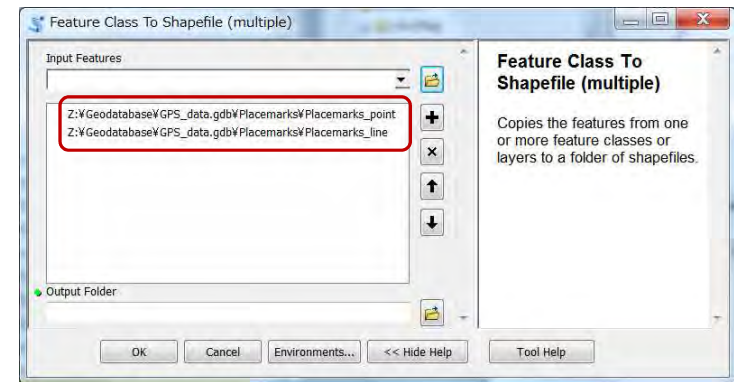 Feature Class To Shapefile (multiple)
Input Features
Z:¥Geodatabase¥GPS_data.gdb¥Placemarks¥Placemarks_point
Z:¥Geodatabase¥GPS_data.gdb¥Placemarks¥Placemarks_line
Output Folder
OK
Cancel
Environments...
<< Hide Help
Feature Class To
Shapefile (multiple)
Copies the features from one
or more feature classes or
layers to a folder of shapefiles.
Tool Help